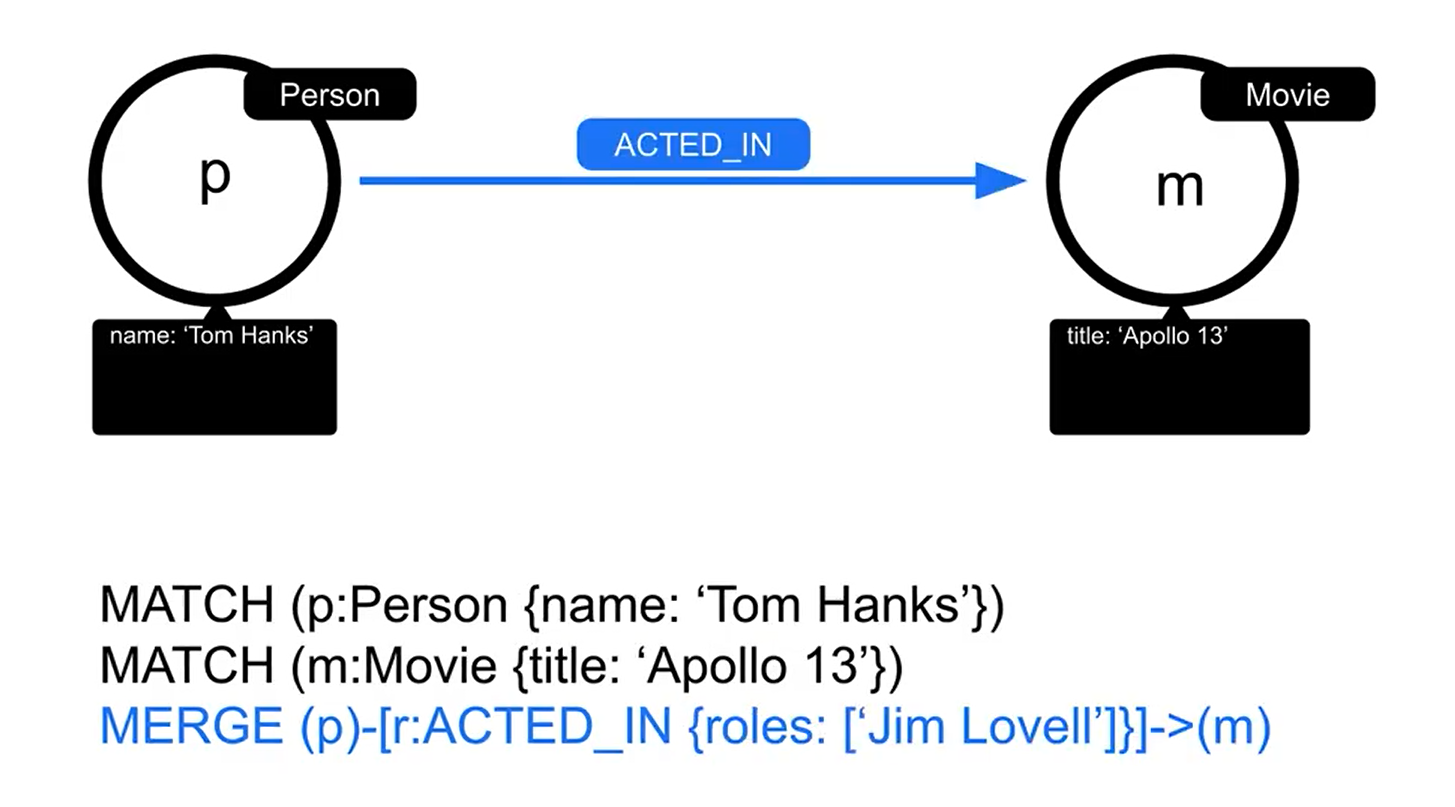 Person
Movie
ACTED_IN
p
m
name: ‘Tom Hanks’
title: ‘Apollo 13’
MATCH (p:Person {name: ‘Tom Hanks’})
MATCH (m:Movie {title: ‘Apollo 13’})
MERGE (p)-[r:ACTED_IN {roles: [‘Jim Lovell’]}]->(m)